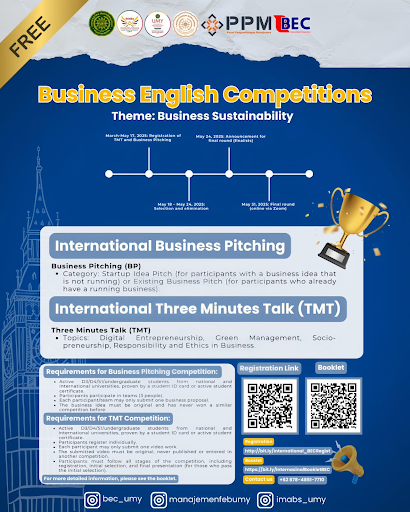 FREE
UMY
PPM
BEC
Business English Competitions
Theme: Business Sustainability
March-May 17, 2025: Registration of
TMT and Business Pitching
May 24, 2025: Announcement for
final round (finalists)
May 18 - May 24, 2025:
Selection and elimination
May 31, 2025: Final round
(online via Zoom)
International Business Pitching
Business Pitching (BP)
• Category: Startup Idea Pitch (for participants with a business idea that
is not running) or Existing Business Pitch (for participants who already
have a running business).
International Three Minutes Talk (TMT)
Three Minutes Talk (TMT)
• Topics: Digital Entrepreneurship, Green Management, Socio-
preneurship, Responsibility and Ethics in Business.
Requirements for Business Pitching Competition:
• Active D3/D4/S1/undergraduate students from national and
international universities, proven by a student ID card or active student
certificate.
• Participants participate in teams (3 people).
• Each participant/team may only submit one business proposal.
• The business idea must be original and has never won a similar
competition before.
Requirements for TMT Competition:
• Active D3/D4/S1/undergraduate students from national and
international universities, proven by a student ID card or active student
certificate.
• Participants register individually.
• Each participant may only submit one video work.
• The submitted video must be original, never published or entered in
another competition.
• Participants must follow all stages of the competition, including
registration, initial selection, and final presentation (for those who pass
the initial selection).
For more detailed information, please see the booklet.
Registration Link
Booklet
Registration
http://bit.ly/International_BECRegist
Booklet
https://bit.ly/InternasionalBookletBEC
Contact us
bec_umy
manajemenfebumy
imabs_umy